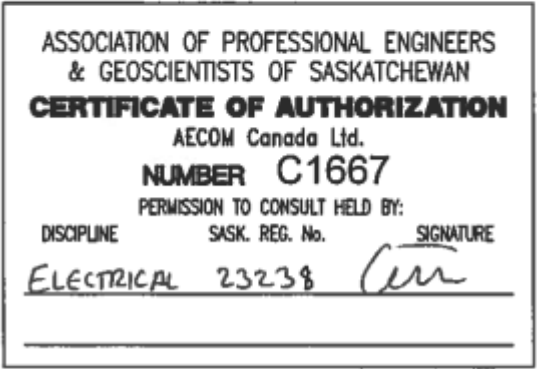 ASSOCIATION OF PROFESSIONAL ENGINEERS
& GEOSCIENTISTS OF SASKATCHEWAN
CERTIFICATE OF AUTHORIZATION
AECOM Canada Ltd.
NUMBER C1667
PERMISSION TO CONSULT HELD BY:
DISCIPLINE SASK. REG. No. SIGNATURE
ELECTRICAL 23238